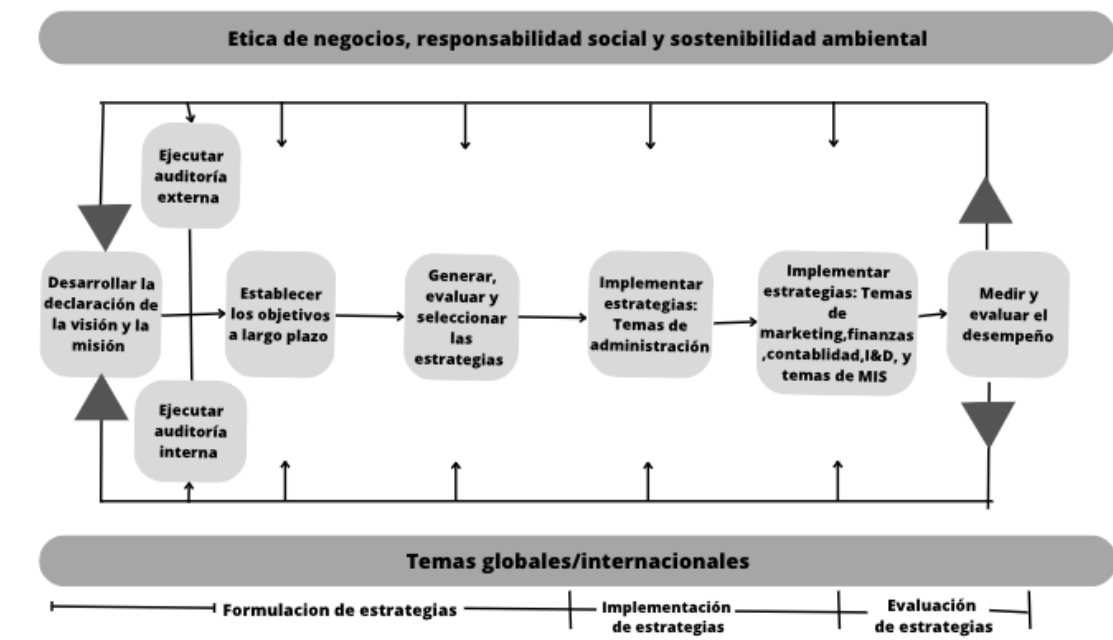 Etica de negocios, responsabilidad social y sostenibilidad ambiental
Ejecutar
auditoría
externa
Desarrollar la
declaración de
la visión y la
misión
Establecer
los objetivos
a largo plazo
Generar,
evaluar y
seleccionar
las
estrategias
Implementar
estrategias:
Temas de
administración
Implementar
estrategias: Temas
de
marketing,finanzas
,contablidad,I&D, y
temas de MIS
Medir y
evaluar el
desempeño
Ejecutar
auditoría
interna
Temas globales/internacionales
Formulacion de estrategias
Implementación
de estrategias
Evaluación
de estrategias